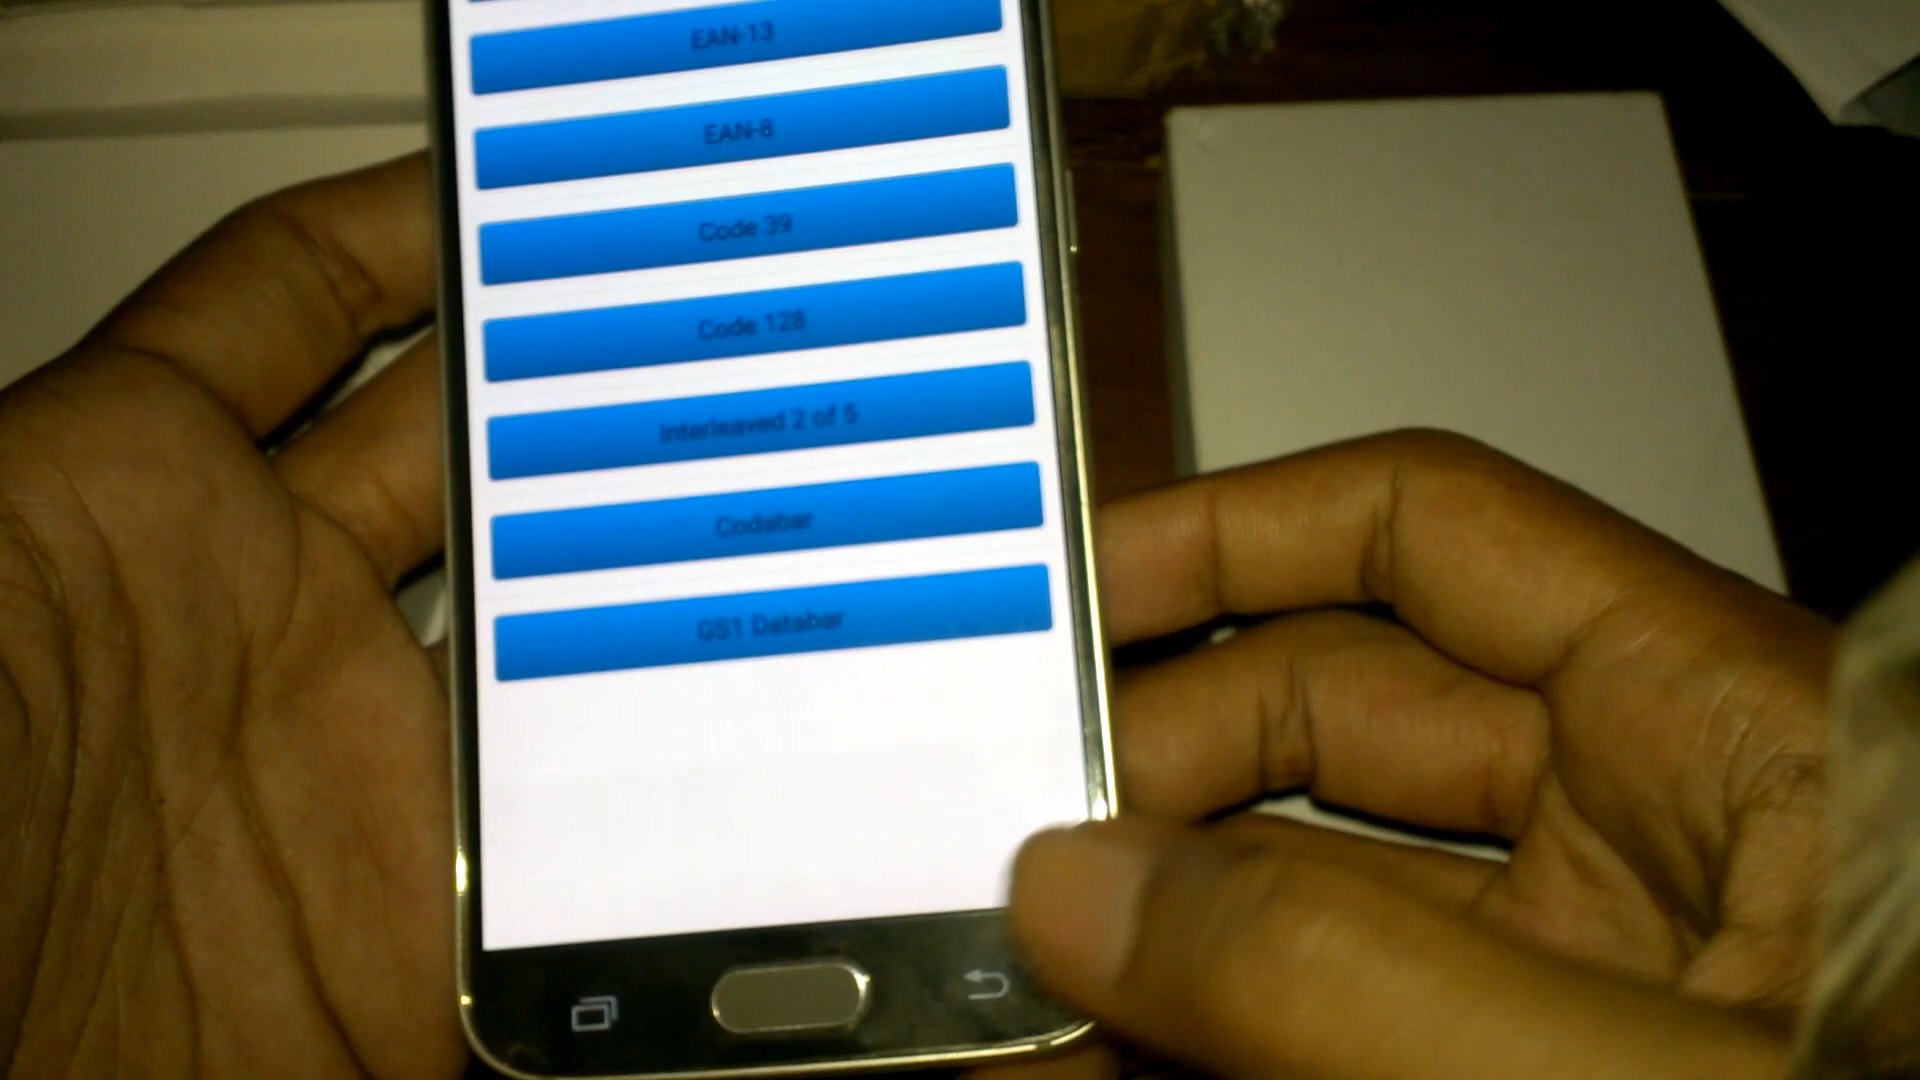 EAN-13
EAN-8
Code 39
Code 128
Interleaved 2 of 5
Codabar
GS1 Databar